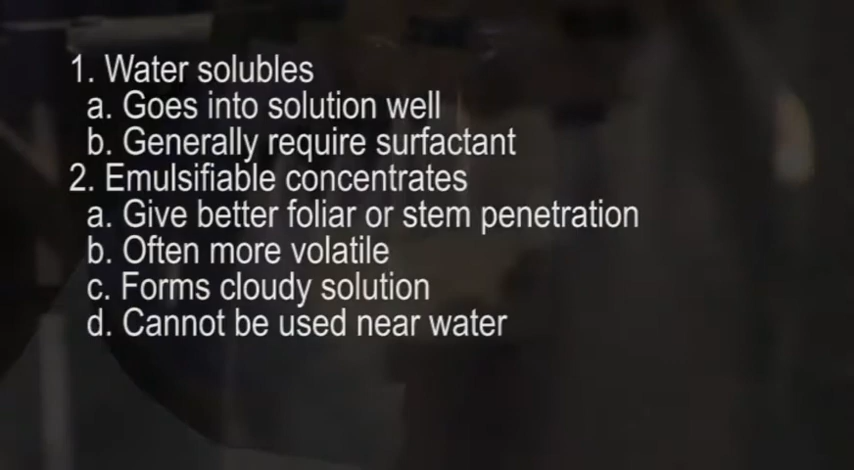 1. Water solubles
a. Goes into solution well
b. Generally require surfactant
2. Emulsifiable concentrates
a. Give better foliar or stem penetration
b. Often more volatile
c. Forms cloudy solution
d. Cannot be used near water